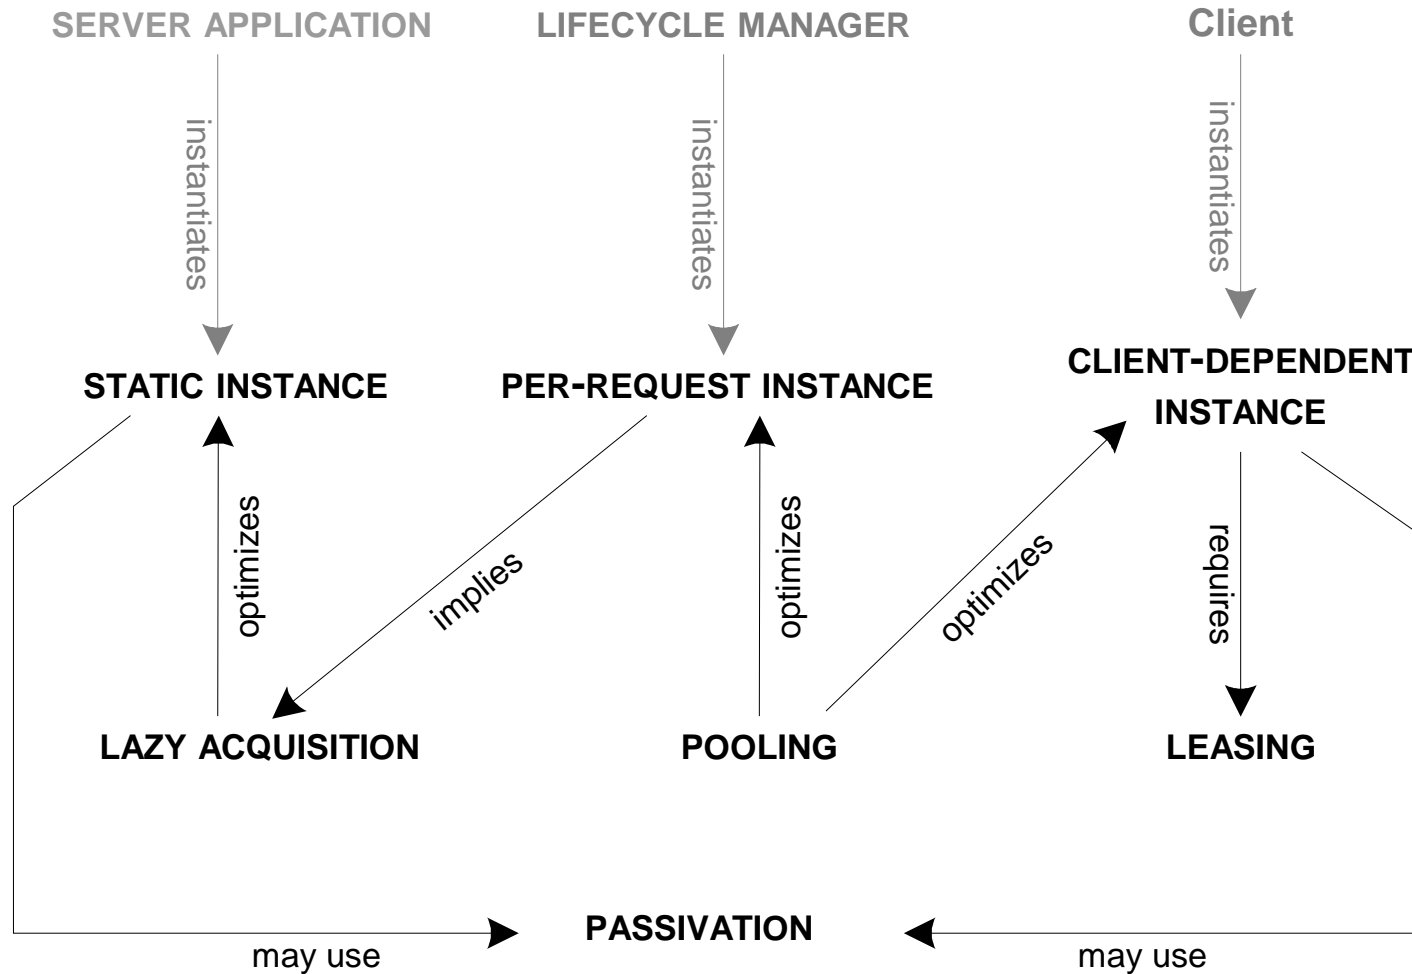 SERVER APPLICATION
LIFECYCLE MANAGER
Client
instantiates
instantiates
instantiates
STATIC INSTANCE
PER-REQUEST INSTANCE
CLIENT-DEPENDENT
INSTANCE
optimizes
implies
optimizes
optimizes
requires
LAZY ACQUISITION
POOLING
LEASING
PASSIVATION
may use
may use